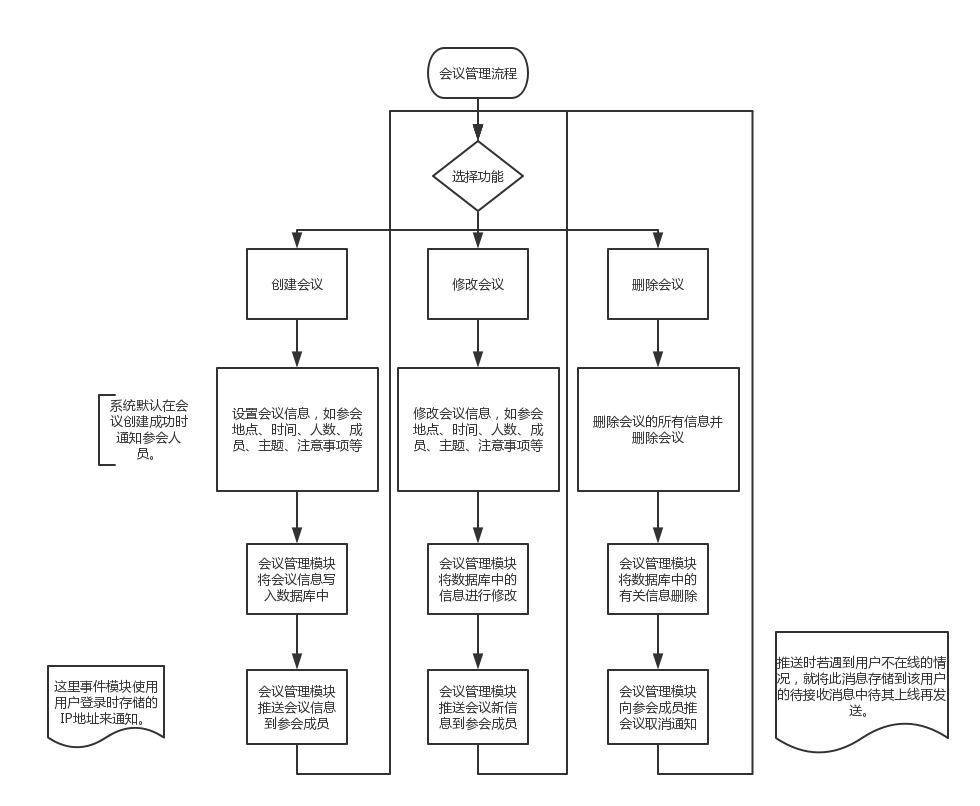 会议管理流程
选择功能
创建会议
修改会议
删除会议
系统默认在会
议创建成功时
通知参会人
员。
设置会议信息，如参会
地点、时间、人数、成
员、主题、注意事项等
修改会议信息，如参会
地点、时间、人数、成
员、主题、注意事项等
删除会议的所有信息并
删除会议
会议管理模块
将会议信息写
入数据库中
会议管理模块
将数据库中的
信息进行修改
会议管理模块
将数据库中的
有关信息删除
这里事件模块使用
用户登录时存储的
IP地址来通知。
会议管理模块
推送会议信息
到参会成员
会议管理模块
推送会议新信
息到参会成员
会议管理模块
向参会成员推
会议取消通知
推送时若遇到用户不在线的情
况，就将此消息存储到该用户
的待接收消息中待其上线再发
送。